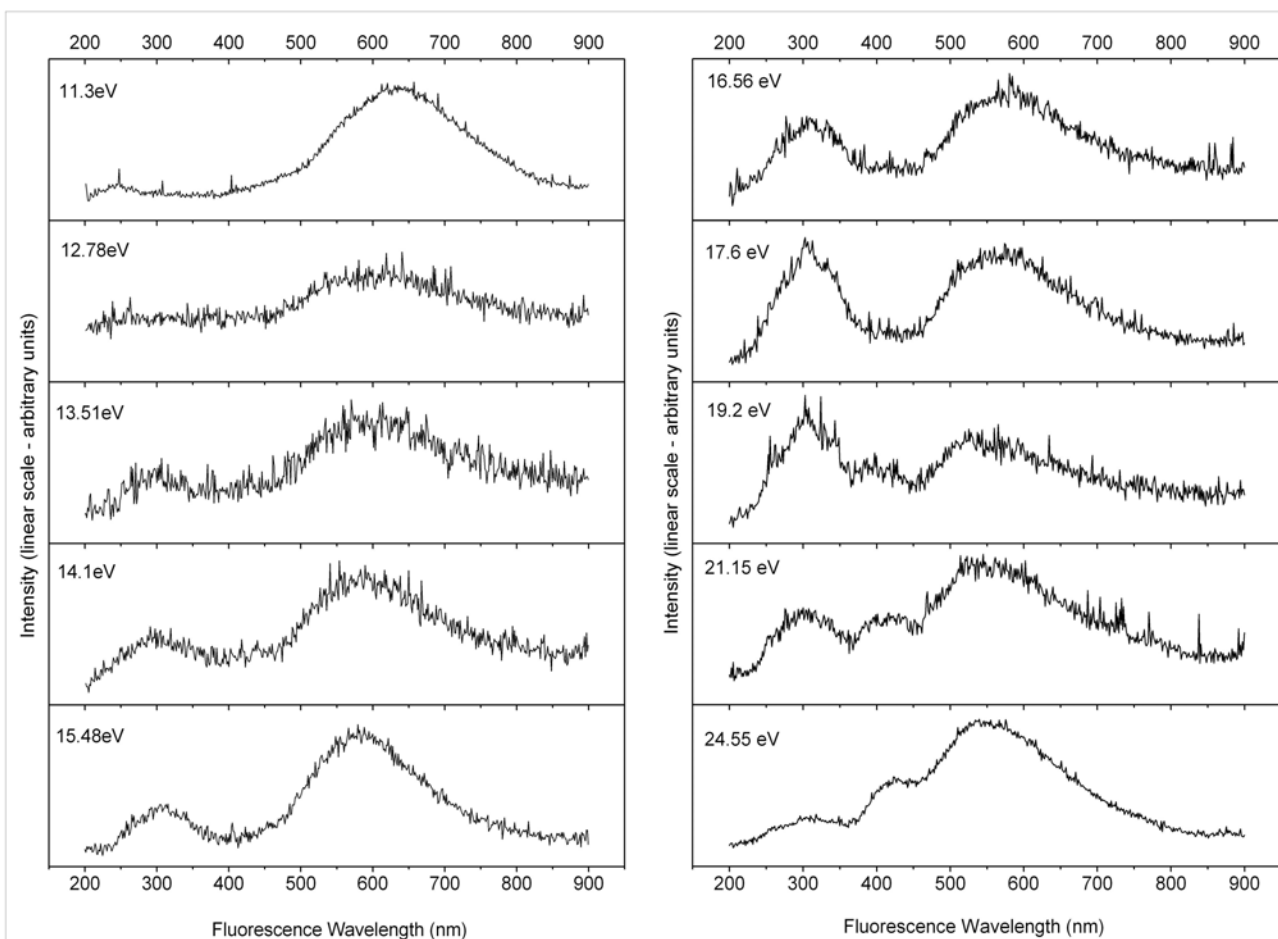 200 300 400 500 600 700 800 900
11.3eV
12.78eV
13.51eV
14.1eV
15.48eV
200 300 400 500 600 700 800 900
Fluorescence Wavelength (nm)
Intensity (linear scale - arbitrary units)
200 300 400 500 600 700 800 900
16.56 eV
17.6 eV
19.2 eV
21.15 eV
24.55 eV
200 300 400 500 600 700 800 900
Fluorescence Wavelength (nm)
Intensity (linear scale - arbitrary units)